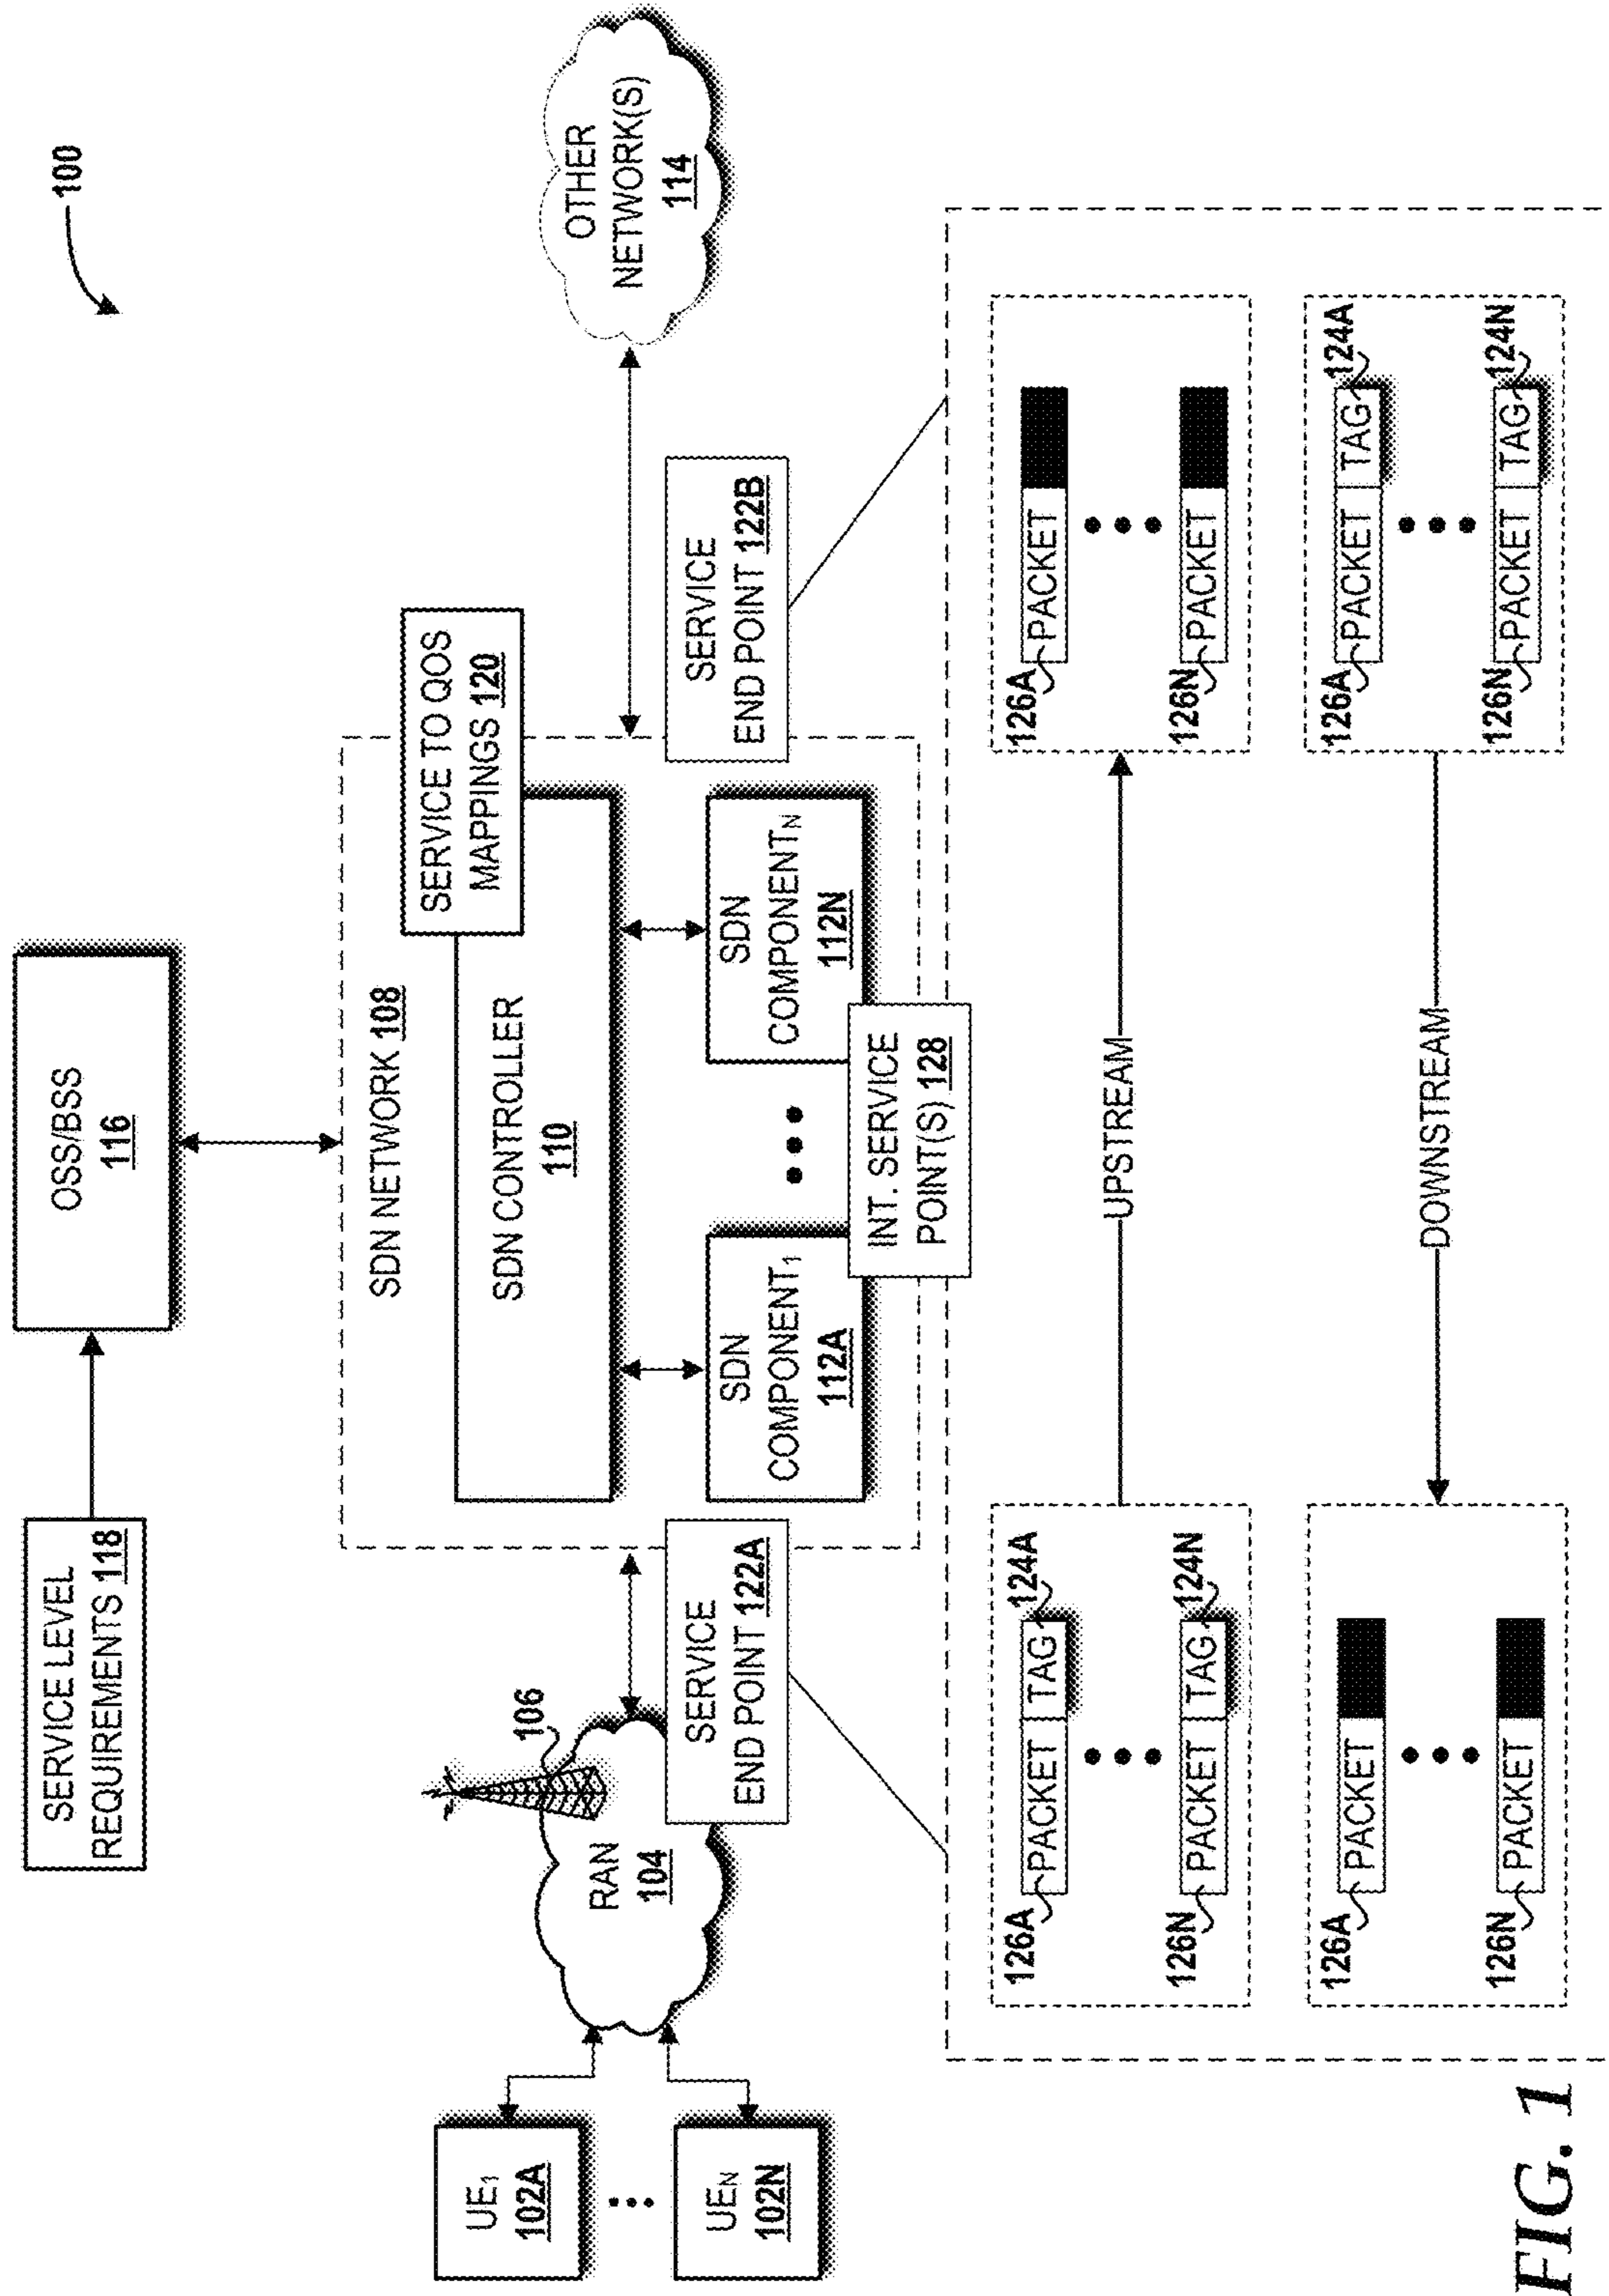 100
SERVICE LEVEL
REQUIREMENTS 118
OSS/BSS
116
SDN NETWORK 108
SERVICE TO QOS
MAPPINGS 120
SDN CONTROLLER
110
UE1
102A
UEN
102N
106
RAN
104
SERVICE
END POINT 122A
SDN
COMPONENT1
112A
SDN
COMPONENTN
112N
INT. SERVICE
POINT(S) 128
SERVICE
END POINT 122B
OTHER
NETWORK(S)
114
126A PACKET TAG 124A
126N PACKET TAG 124N
UPSTREAM
126A PACKET
126N PACKET
126A PACKET
126N PACKET
DOWNSTREAM
126A PACKET TAG 124A
126N PACKET TAG 124N
FIG. 1